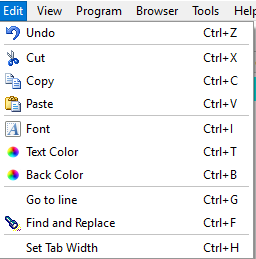 Edit View Program Browser Tools Help
Undo Ctrl+Z
Cut Ctrl+X
Copy Ctrl+C
Paste Ctrl+V
Font Ctrl+I
Text Color Ctrl+T
Back Color Ctrl+B
Go to line Ctrl+G
Find and Replace Ctrl+F
Set Tab Width Ctrl+H